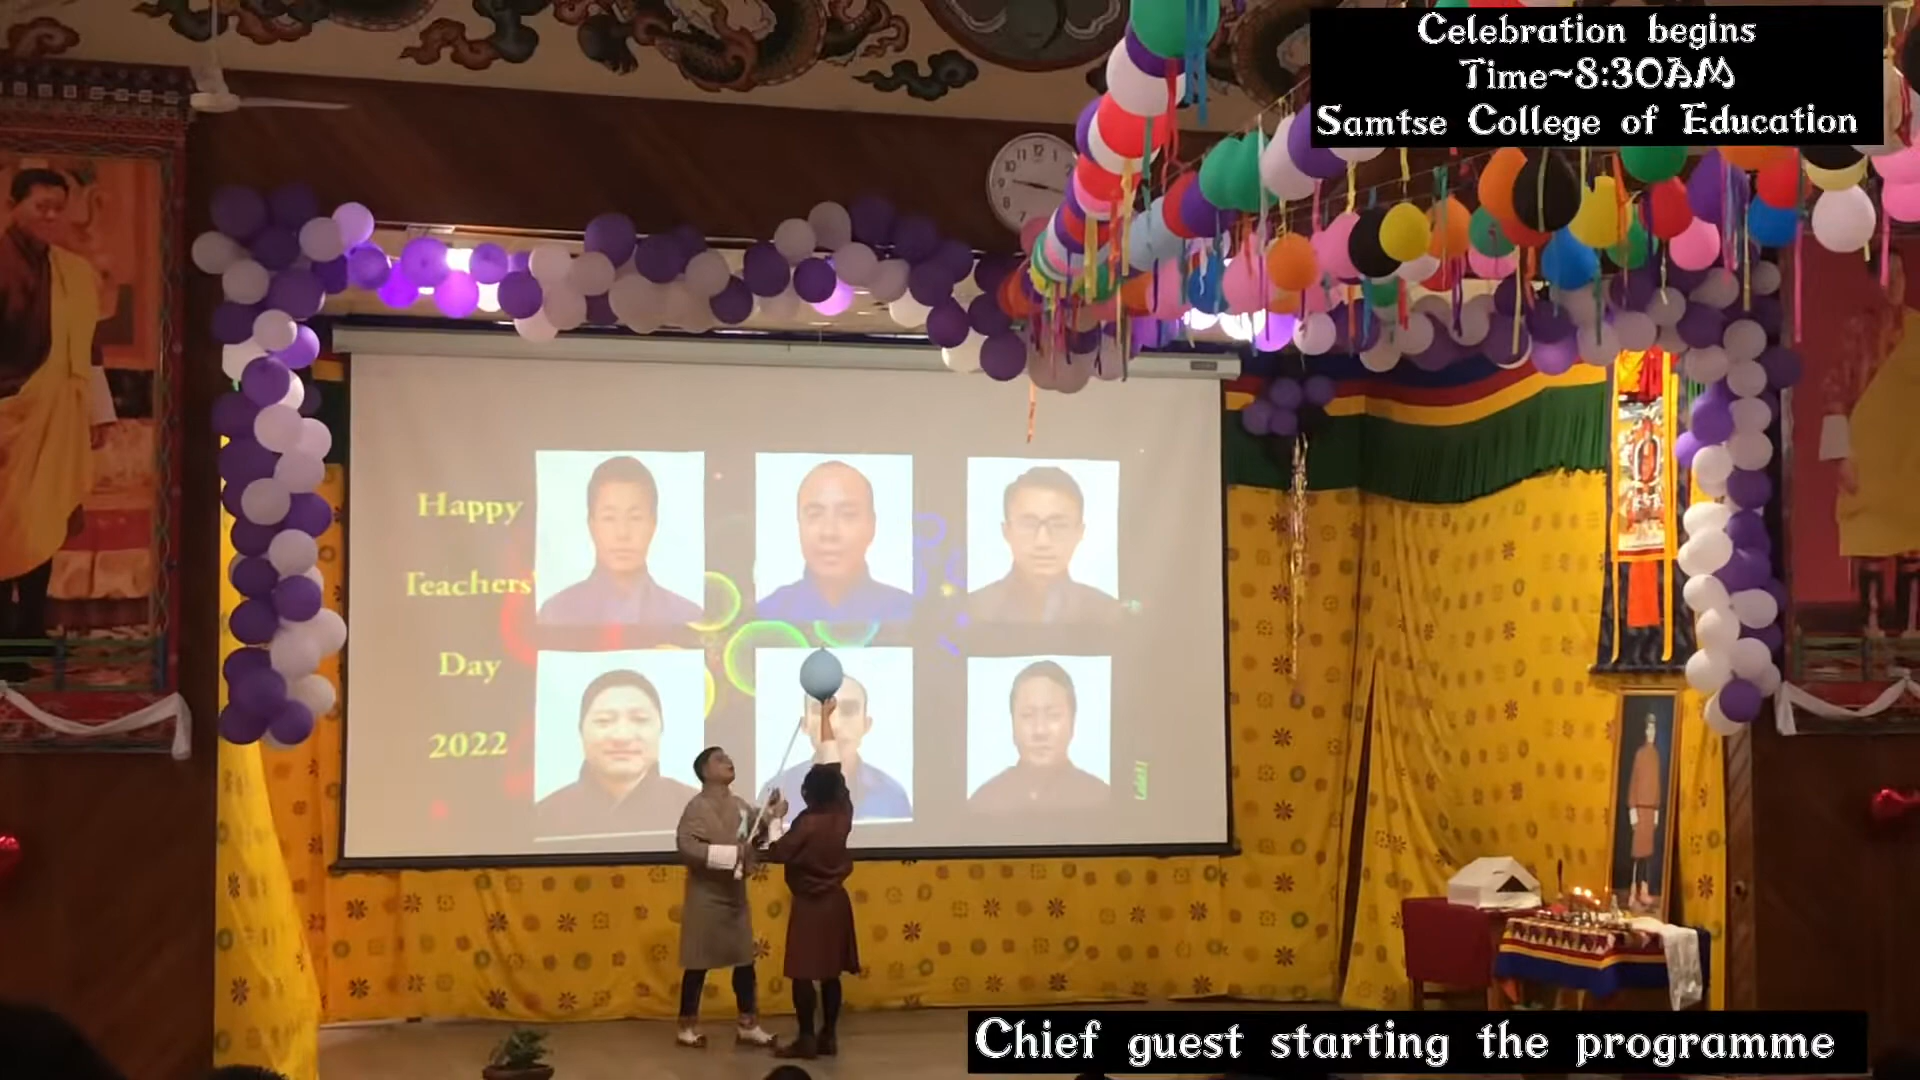 Celebration begins
Time~8:30AM
Samtse College of Education
Happy
Teachers'
Day
2022
Chief guest starting the programme